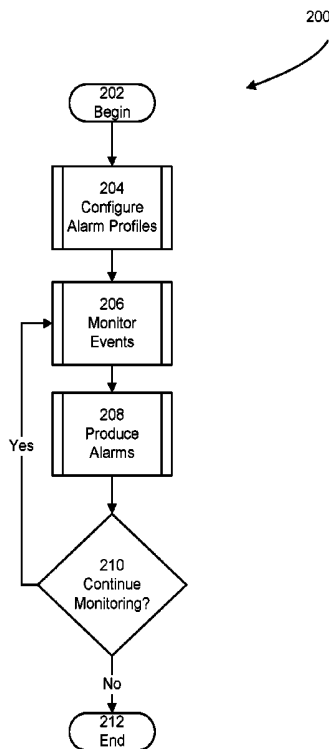 200
202
Begin
204
Configure
Alarm Profiles
206
Monitor
Events
208
Produce
Alarms
Yes
210
Continue
Monitoring?
No
212
End